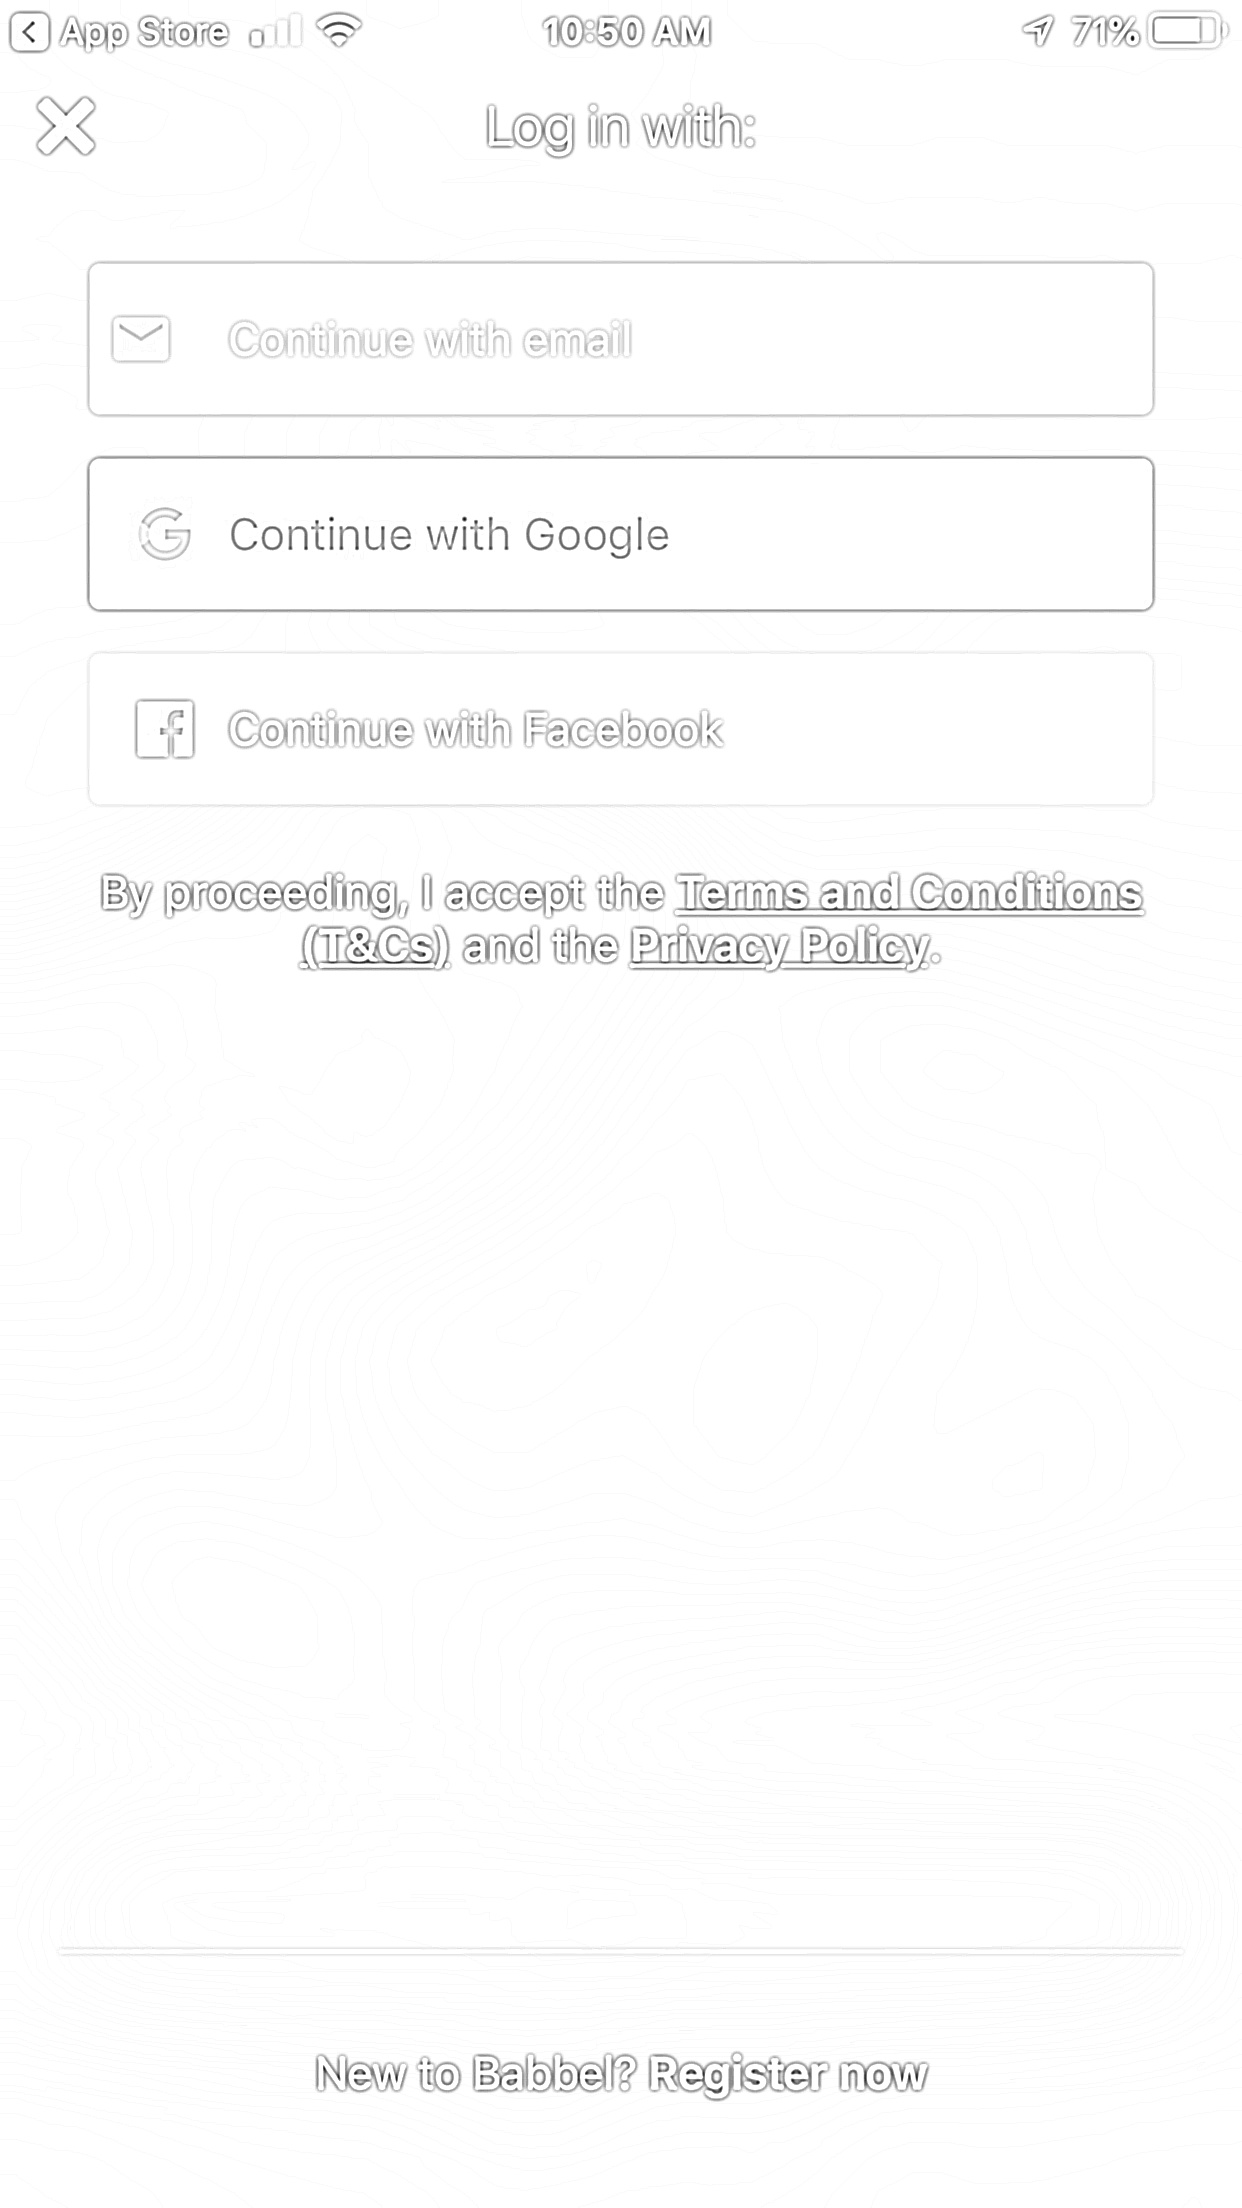 App Store 10:50 AM 71%
Log in with:
Continue with email
Continue with Google
Continue with Facebook
By proceeding, I accept the Terms and Conditions
(T&Cs) and the Privacy Policy.
New to Babbel? Register now